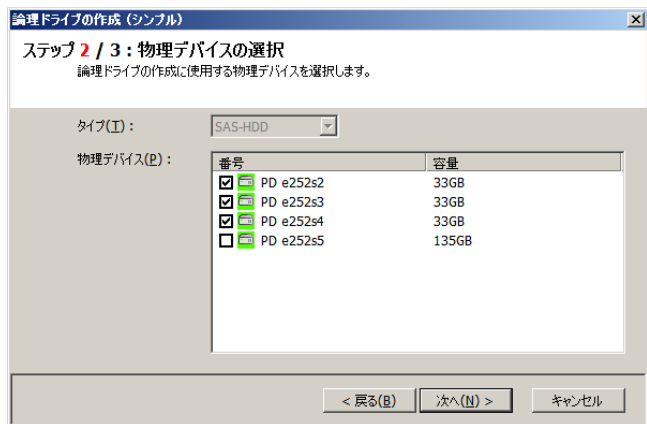 論理ドライブの作成（シンプル）
ステップ 2 / 3 : 物理デバイスの選択
論理ドライブの作成に使用する物理デバイスを選択します。
タイプ(T) : SAS-HDD
物理デバイス(P) :
番号 容量
PD e252s2 33GB
PD e252s3 33GB
PD e252s4 33GB
PD e252s5 135GB
< 戻る(B) 次へ(N) > キャンセル